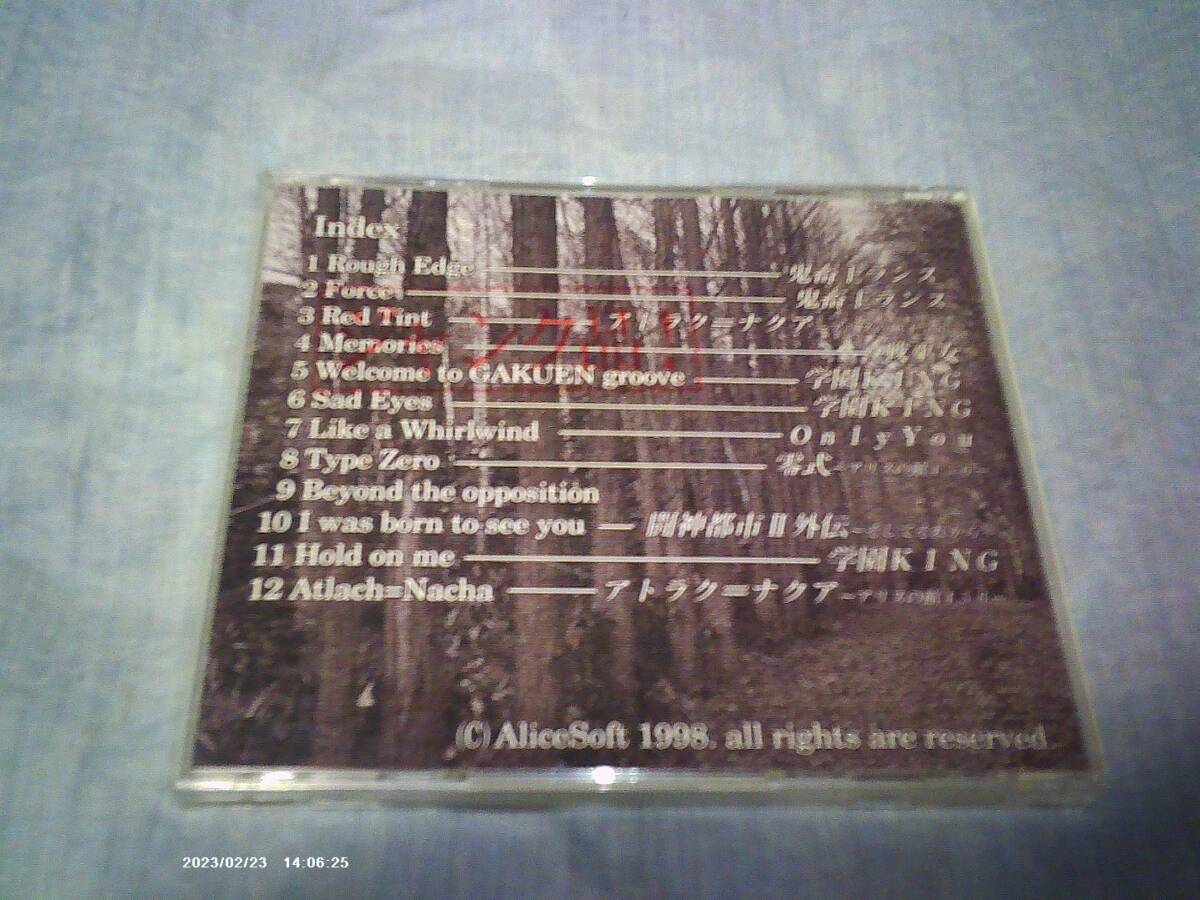 Index
1 Rough Edge 鬼畜王ランス
2 Forcet 鬼畜王ランス
3 Red Tint アトラク＝ナクア
4 Memories
5 Welcome to GAKUEN groove 学園KING
6 Sad Eyes 学園KING
7 Like a Whirlwind OnlyYou
8 Type Zero 零式
9 Beyond the opposition
10 I was born to see you 闘神都市Ⅱ外伝
11 Hold on me 学園KING
12 Atlach=Nacha アトラク＝ナクア
(C)AliceSoft 1998. all rights are reserved.
2023/02/23 14:06:25